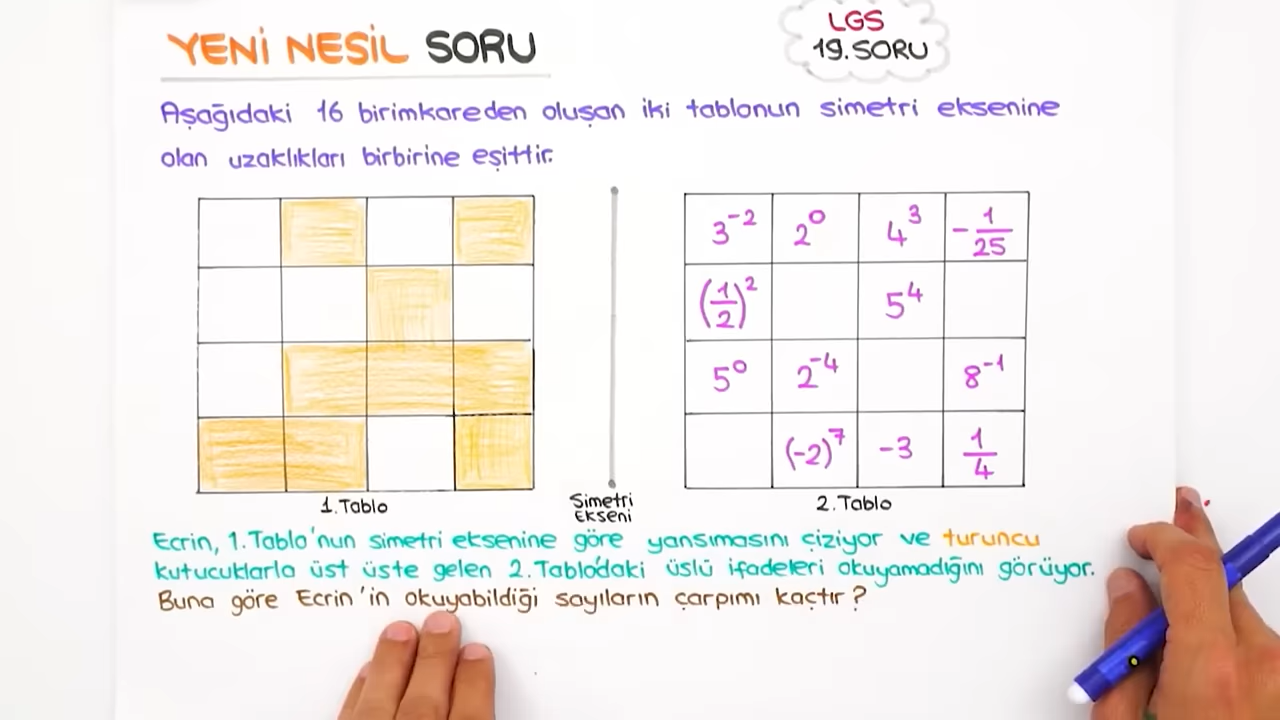 YENİ NESİL SORU
LGS
19. SORU
Aşağıdaki 16 birimkareden oluşan iki tablonun simetri eksenine
olan uzaklıkları birbirine eşittir.
3⁻² 2⁰ 4³ -1/25
(1/2)² 5⁴
5⁰ 2⁻⁴ 8⁻¹
(-2)⁷ -3 1/4
1. Tablo
Simetri
Ekseni
2. Tablo
Ecrin, 1. Tablo'nun simetri eksenine göre yansımasını çiziyor ve turuncu
kutucuklarla üst üste gelen 2. Tablo'daki üslü ifadeleri okuyamadığını görüyor.
Buna göre Ecrin'in okuyabildiği sayıların çarpımı kaçtır?